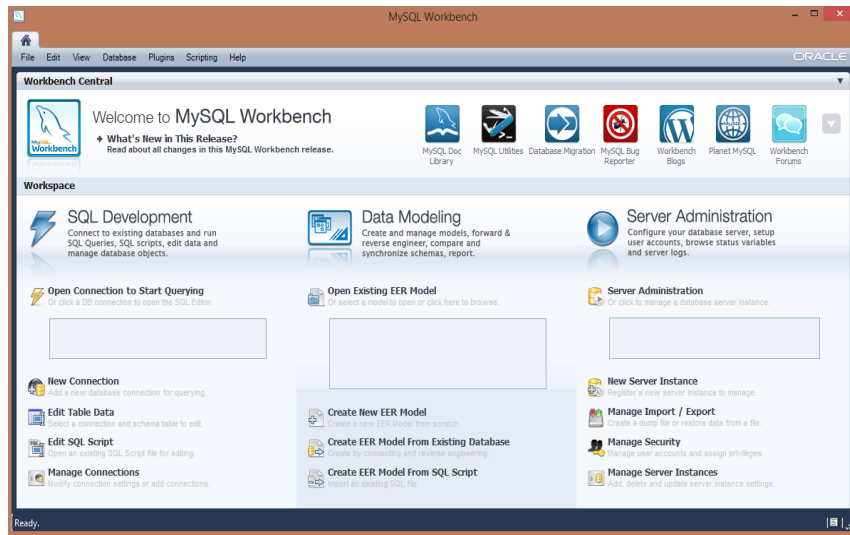 MySQL Workbench
File Edit View Database Plugins Scripting Help
ORACLE
Workbench Central
Welcome to MySQL Workbench
What's New in This Release?
Read about all changes in this MySQL Workbench release.
MySQL
Workbench
MySQL Doc
Library
MySQL Utilities
Database Migration
MySQL Bug
Reporter
Workbench
Blogs
Planet MySQL
Workbench
Forums
Workspace
SQL Development
Connect to existing databases and run
SQL Queries, SQL scripts, edit data and
manage database objects.
Open Connection to Start Querying
Or click a DB connection to open the SQL Editor.
New Connection
Add a new database connection for querying.
Edit Table Data
Select a connection and schema table to edit.
Edit SQL Script
Open an existing SQL Script file for editing.
Manage Connections
Modify connection settings or add connections.
Data Modeling
Create and manage models, forward &
reverse engineer, compare and
synchronize schemas, report.
Open Existing EER Model
Or select a model to open or click here to browse.
Create New EER Model
Create a new EER Model from scratch.
Create EER Model From Existing Database
Create by connecting and reverse engineering.
Create EER Model From SQL Script
Import an existing SQL file.
Server Administration
Configure your database server, setup
user accounts, browse status variables
and server logs.
Server Administration
Or click to manage a database server instance.
New Server Instance
Register a new server instance to manage.
Manage Import / Export
Create a dump file or restore data from a file.
Manage Security
Manage user accounts and assign privileges.
Manage Server Instances
Add, delete and update server instance settings.
Ready.